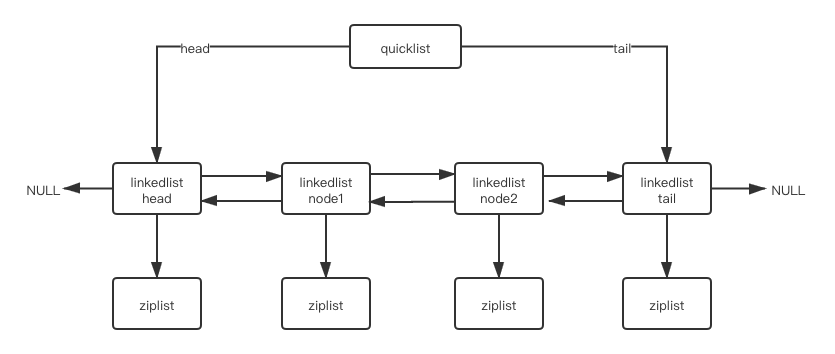 quicklist
head
tail
linkedlist
head
linkedlist
node1
linkedlist
node2
linkedlist
tail
NULL
NULL
ziplist
ziplist
ziplist
ziplist